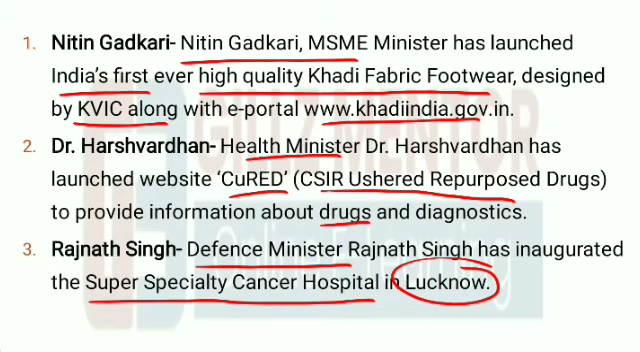 1. Nitin Gadkari- Nitin Gadkari, MSME Minister has launched
India's first ever high quality Khadi Fabric Footwear, designed
by KVIC along with e-portal www.khadiindia.gov.in.
2. Dr. Harshvardhan- Health Minister Dr. Harshvardhan has
launched website ‘CuRED’ (CSIR Ushered Repurposed Drugs)
to provide information about drugs and diagnostics.
3. Rajnath Singh- Defence Minister Rajnath Singh has inaugurated
the Super Specialty Cancer Hospital in Lucknow.